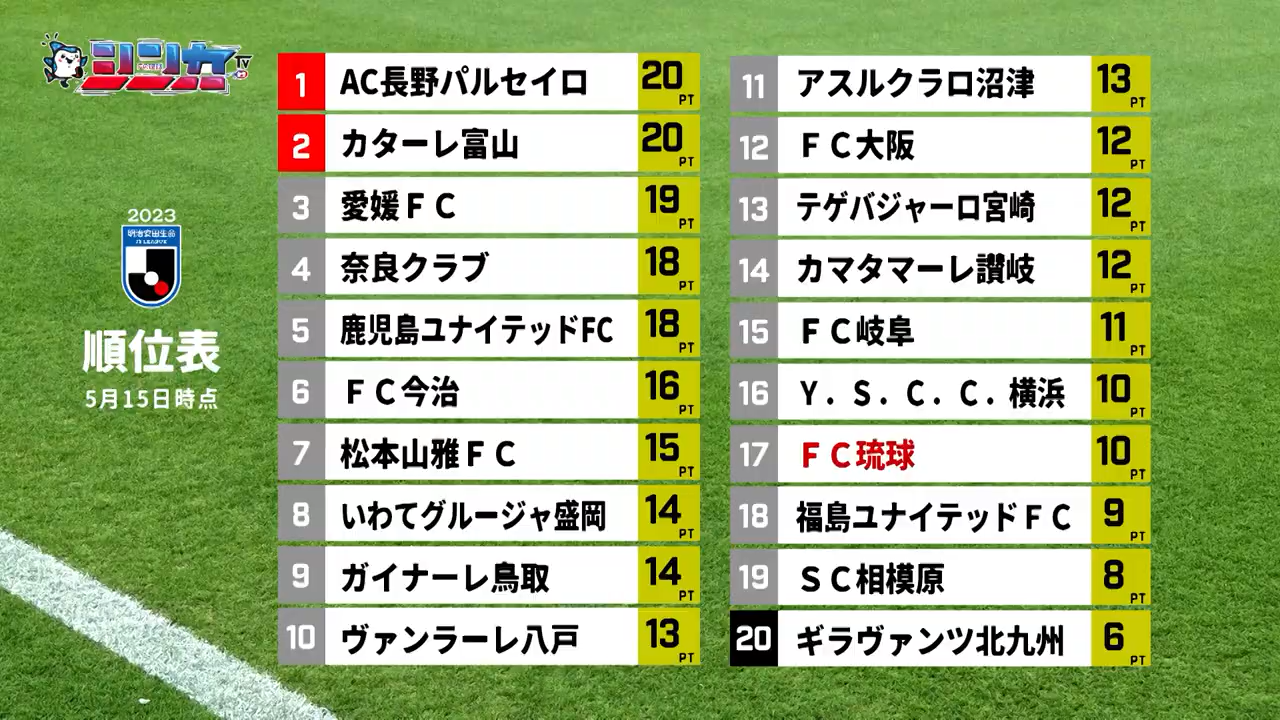 シンカ
TV
2023
明治安田生命
J3 LEAGUE
順位表
5月15日時点
1 AC長野パルセイロ 20 PT
2 カターレ富山 20 PT
3 愛媛ＦＣ 19 PT
4 奈良クラブ 18 PT
5 鹿児島ユナイテッドFC 18 PT
6 ＦＣ今治 16 PT
7 松本山雅ＦＣ 15 PT
8 いわてグルージャ盛岡 14 PT
9 ガイナーレ鳥取 14 PT
10 ヴァンラーレ八戸 13 PT
11 アスルクラロ沼津 13 PT
12 ＦＣ大阪 12 PT
13 テゲバジャーロ宮崎 12 PT
14 カマタマーレ讃岐 12 PT
15 ＦＣ岐阜 11 PT
16 Ｙ．Ｓ．Ｃ．Ｃ．横浜 10 PT
17 ＦＣ琉球 10 PT
18 福島ユナイテッドＦＣ 9 PT
19 ＳＣ相模原 8 PT
20 ギラヴァンツ北九州 6 PT